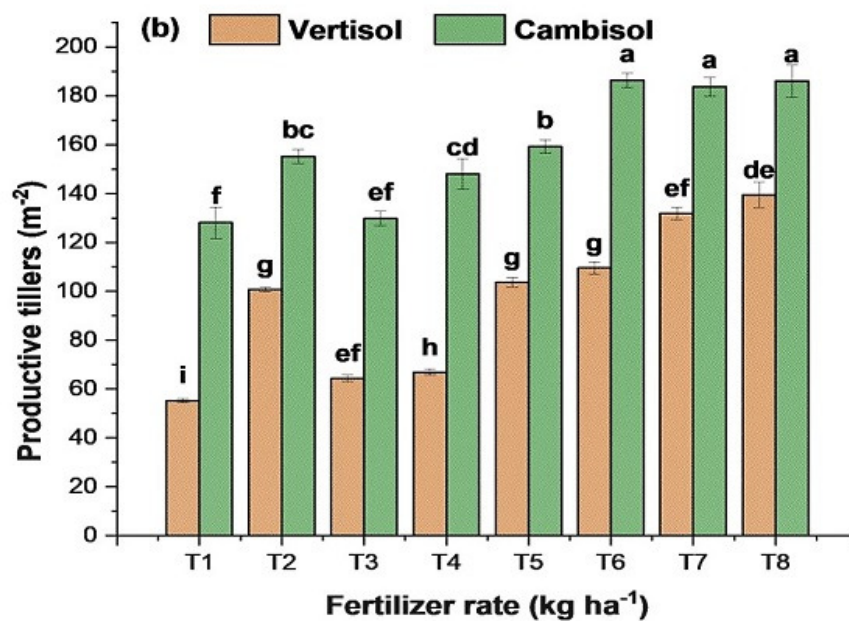 (b) Vertisol Cambisol
Productive tillers (m⁻²)
200
180
160
140
120
100
80
60
40
20
0
i f g bc ef ef h cd g b g a ef a de a
T1 T2 T3 T4 T5 T6 T7 T8
Fertilizer rate (kg ha⁻¹)